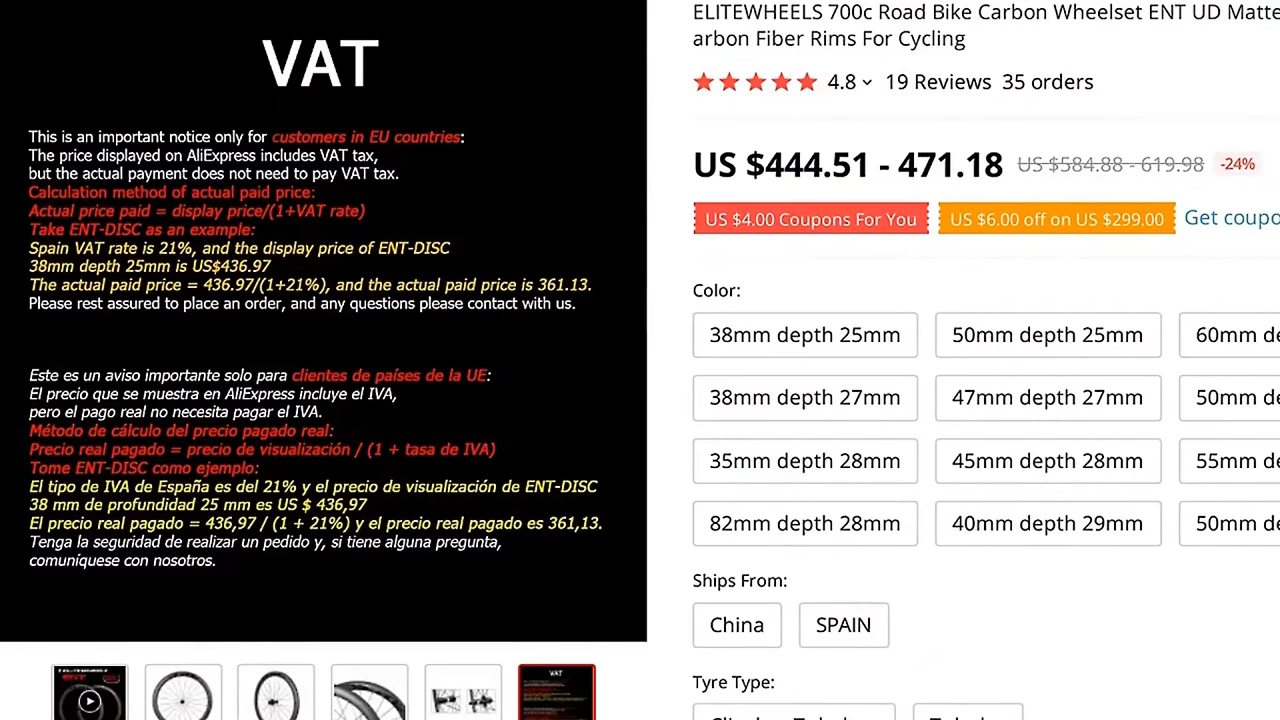 VAT
This is an important notice only for customers in EU countries:
The price displayed on AliExpress includes VAT tax,
but the actual payment does not need to pay VAT tax.
Calculation method of actual paid price:
Actual price paid = display price/(1+VAT rate)
Take ENT-DISC as an example:
Spain VAT rate is 21%, and the display price of ENT-DISC
38mm depth 25mm is US$436.97
The actual paid price = 436.97/(1+21%), and the actual paid price is 361.13.
Please rest assured to place an order, and any questions please contact with us.
Este es un aviso importante solo para clientes de países de la UE:
El precio que se muestra en AliExpress incluye el IVA,
pero el pago real no necesita pagar el IVA.
Método de cálculo del precio pagado real:
Precio real pagado = precio de visualización / (1 + tasa de IVA)
Tome ENT-DISC como ejemplo:
El tipo de IVA de España es del 21% y el precio de visualización de ENT-DISC
38 mm de profundidad 25 mm es US $ 436,97
El precio real pagado = 436,97 / (1 + 21%) y el precio real pagado es 361,13.
Tenga la seguridad de realizar un pedido y, si tiene alguna pregunta,
comuníquese con nosotros.
ELITEWHEELS 700c Road Bike Carbon Wheelset ENT UD Matte
arbon Fiber Rims For Cycling
4.8 19 Reviews 35 orders
US $444.51 - 471.18 US $584.88 - 619.98 -24%
US $4.00 Coupons For You US $6.00 off on US $299.00 Get coupo
Color:
38mm depth 25mm 50mm depth 25mm 60mm de
38mm depth 27mm 47mm depth 27mm 50mm de
35mm depth 28mm 45mm depth 28mm 55mm de
82mm depth 28mm 40mm depth 29mm 50mm de
Ships From:
China SPAIN
Tyre Type:
VAT